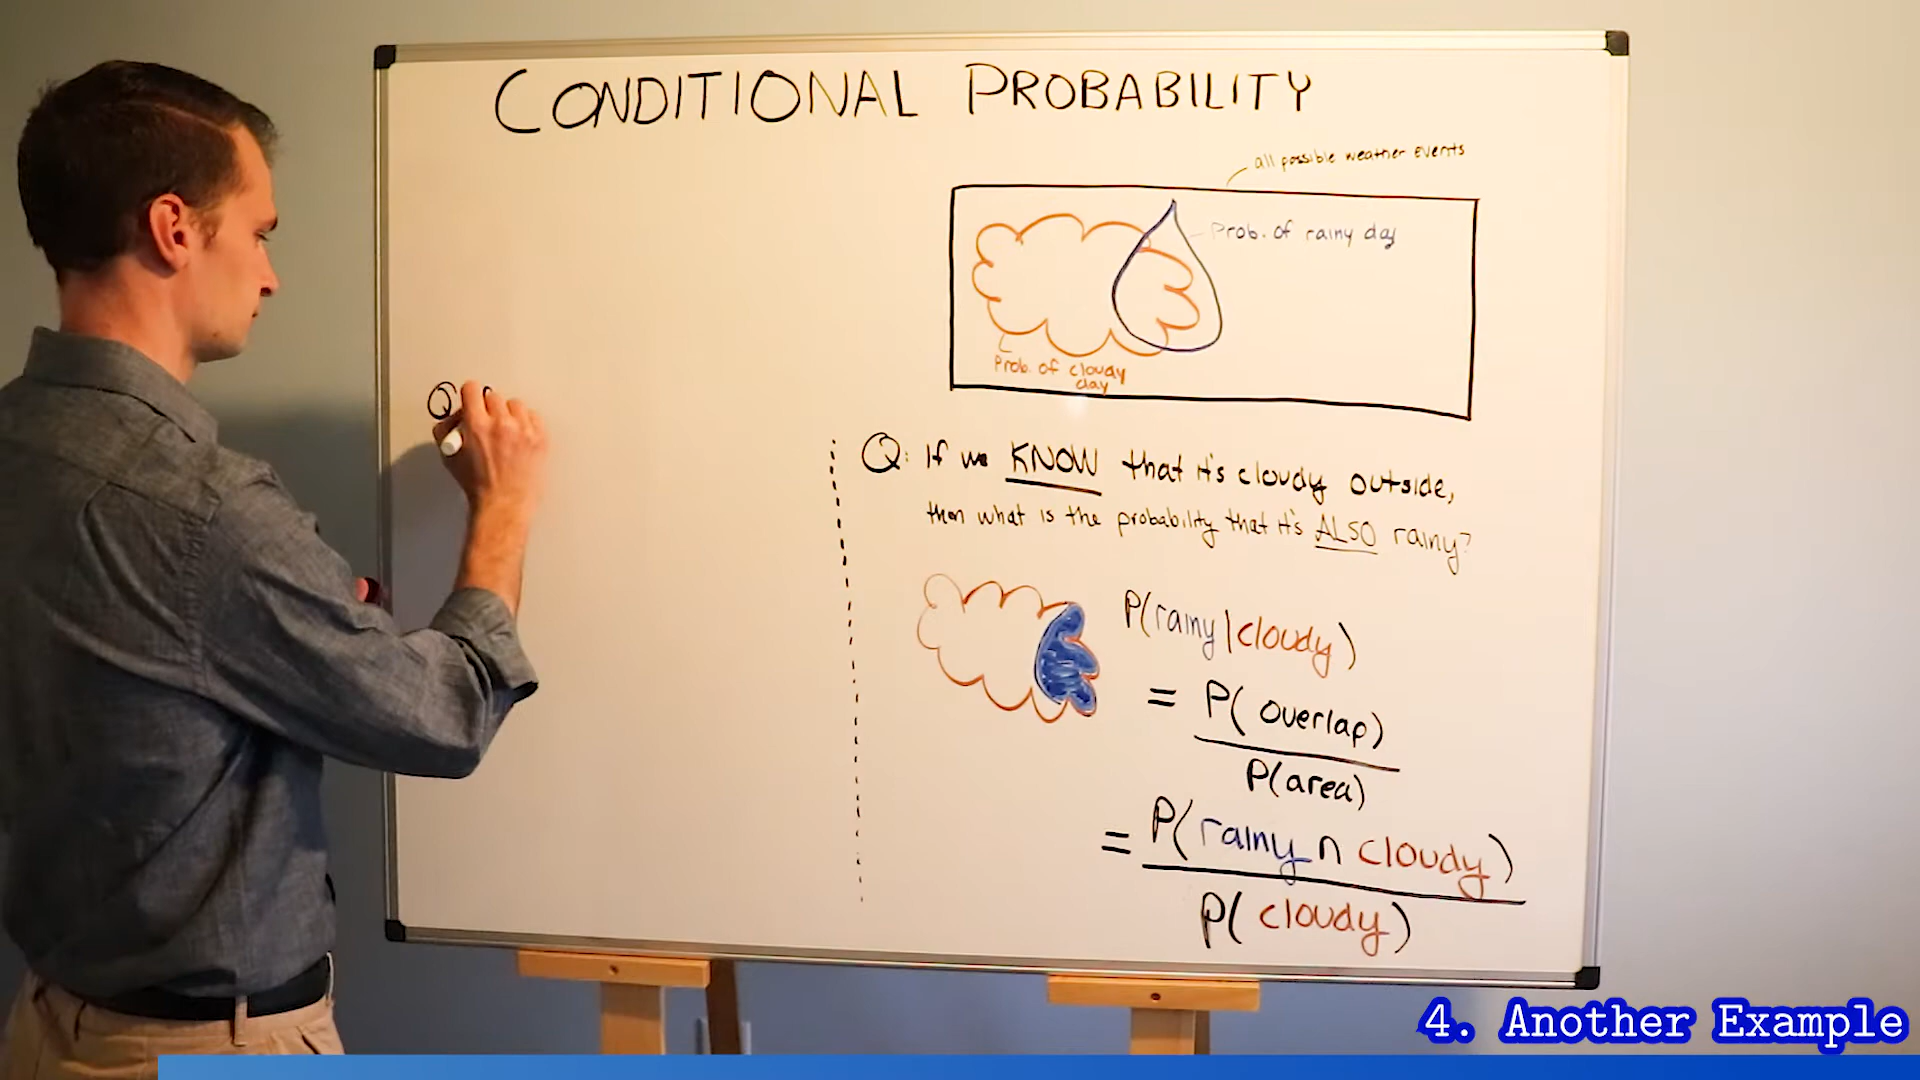 CONDITIONAL PROBABILITY
all possible weather events
Prob. of rainy day
Prob. of cloudy
day
Q
Q: If we KNOW that it's cloudy outside,
then what is the probability that it's ALSO rainy?
P(rainy|cloudy)
= P(overlap)
P(area)
= P(rainy ∩ cloudy)
P(cloudy)
4. Another Example